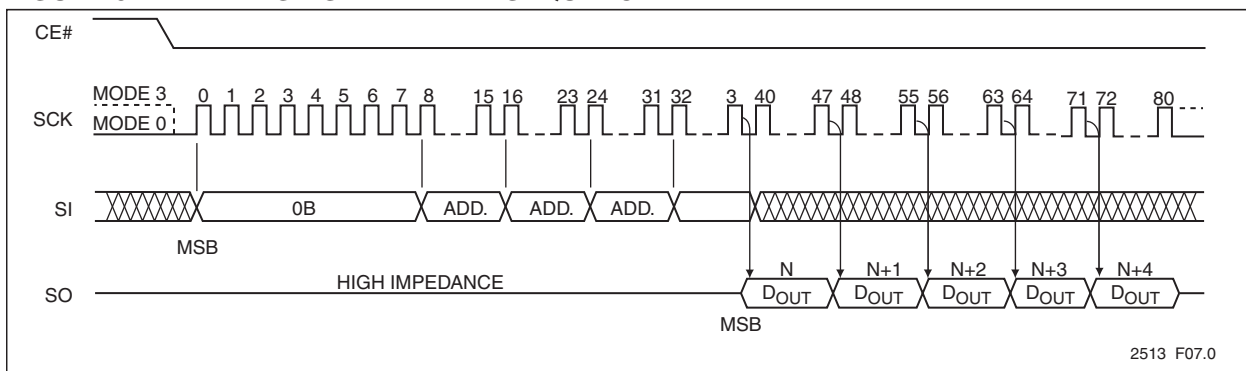 CE#
MODE 3
SCK MODE 0
0 1 2 3 4 5 6 7 8 15 16 23 24 31 32 3 40 47 48 55 56 63 64 71 72 80
SI 0B ADD. ADD. ADD.
MSB
HIGH IMPEDANCE
N N+1 N+2 N+3 N+4
SO DOUT DOUT DOUT DOUT DOUT
MSB
2513 F07.0